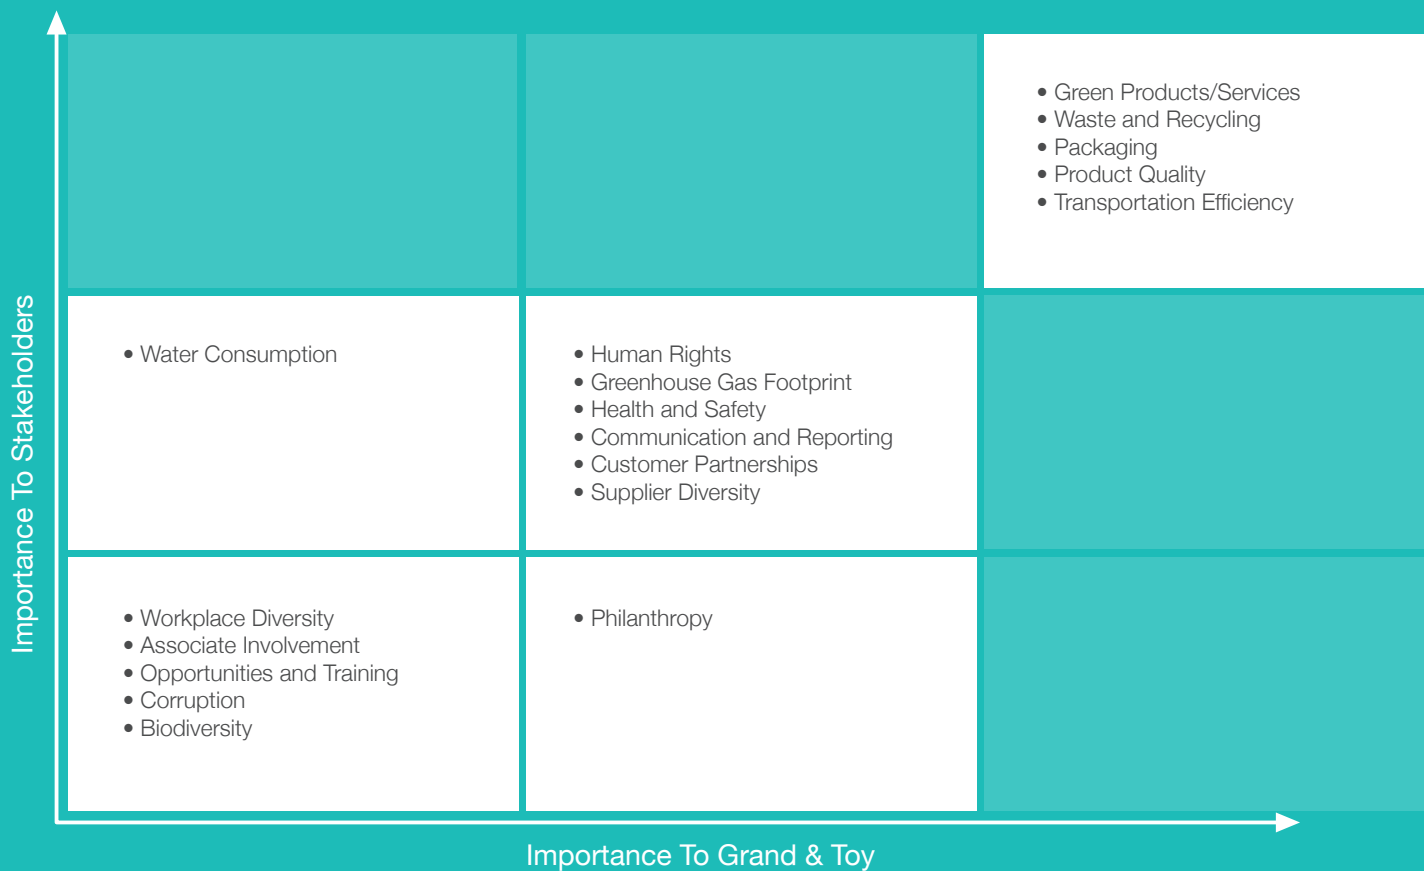 Importance To Stakeholders
• Green Products/Services
• Waste and Recycling
• Packaging
• Product Quality
• Transportation Efficiency
• Water Consumption
• Human Rights
• Greenhouse Gas Footprint
• Health and Safety
• Communication and Reporting
• Customer Partnerships
• Supplier Diversity
• Workplace Diversity
• Associate Involvement
• Opportunities and Training
• Corruption
• Biodiversity
• Philanthropy
Importance To Grand & Toy